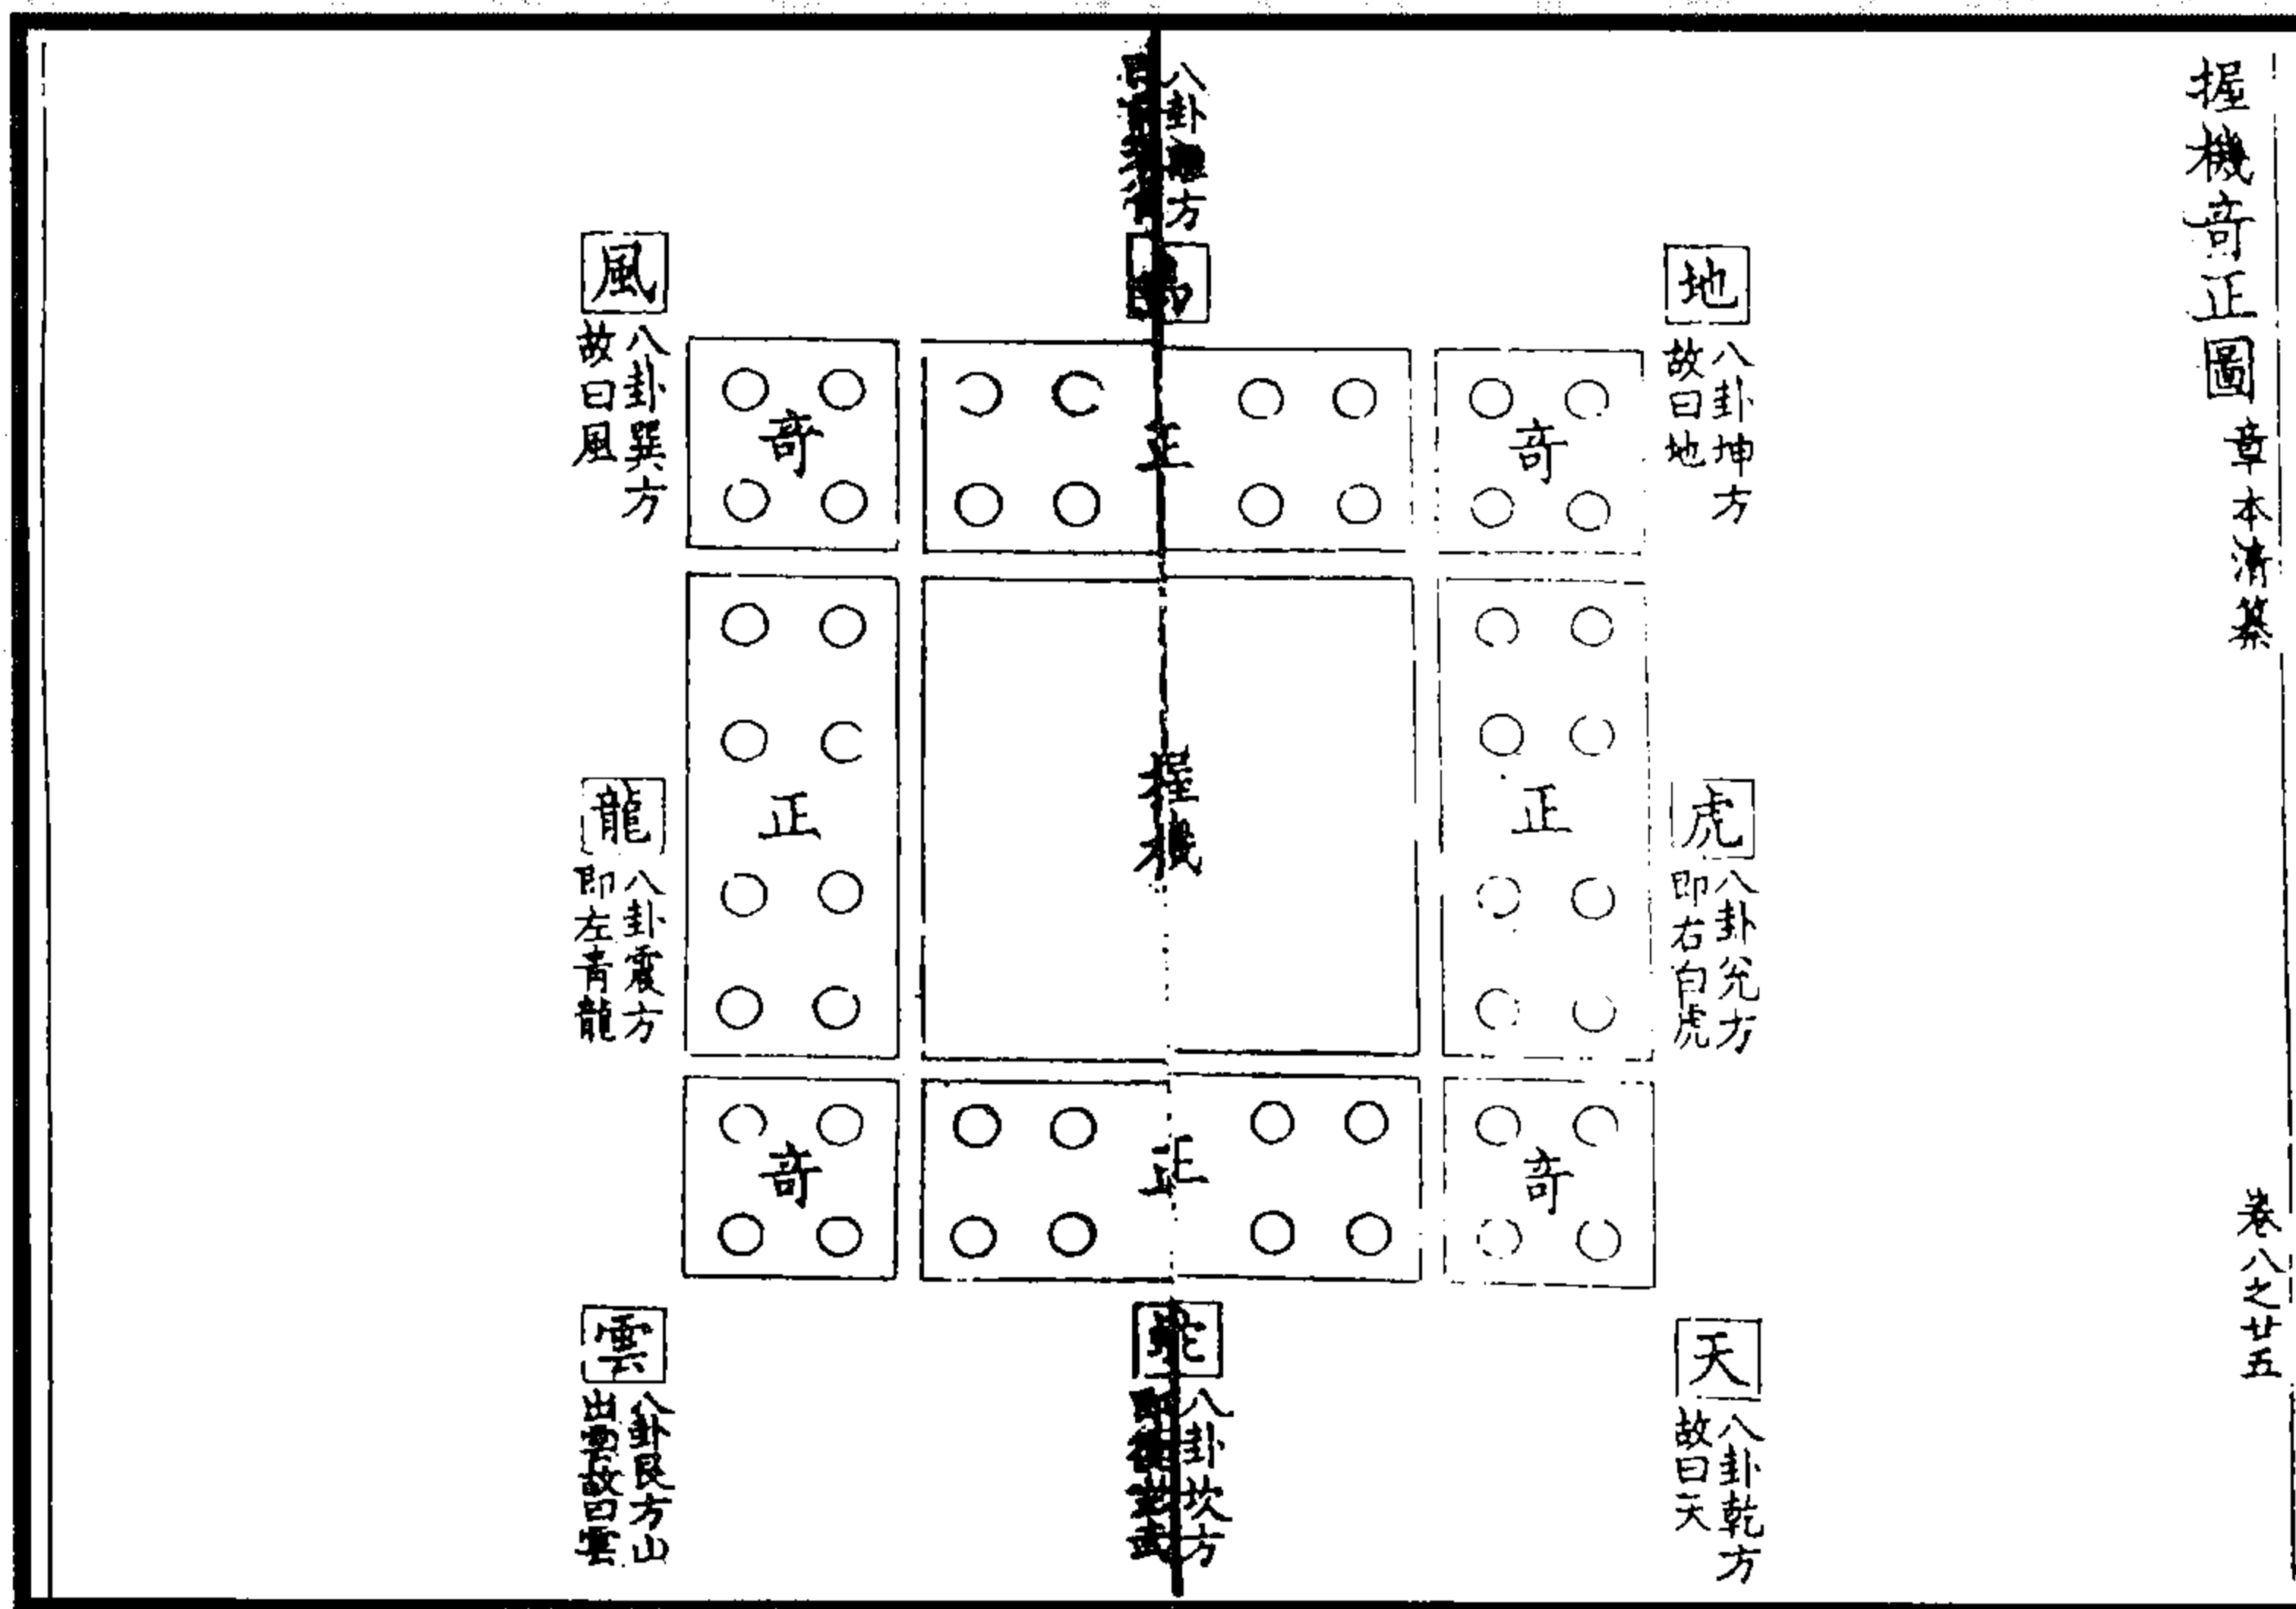 握機奇正圖
章本清纂
卷八之廿五
地
八卦坤方
故曰地
虎
八卦兌方
即右白虎
天
八卦乾方
故曰天
奇
正
奇
八卦離方
鳥
正
握機
正
蛇
八卦坎方
奇
正
奇
風
八卦巽方
故曰風
龍
八卦震方
即左青龍
雲
八卦艮方山
出雲故曰雲